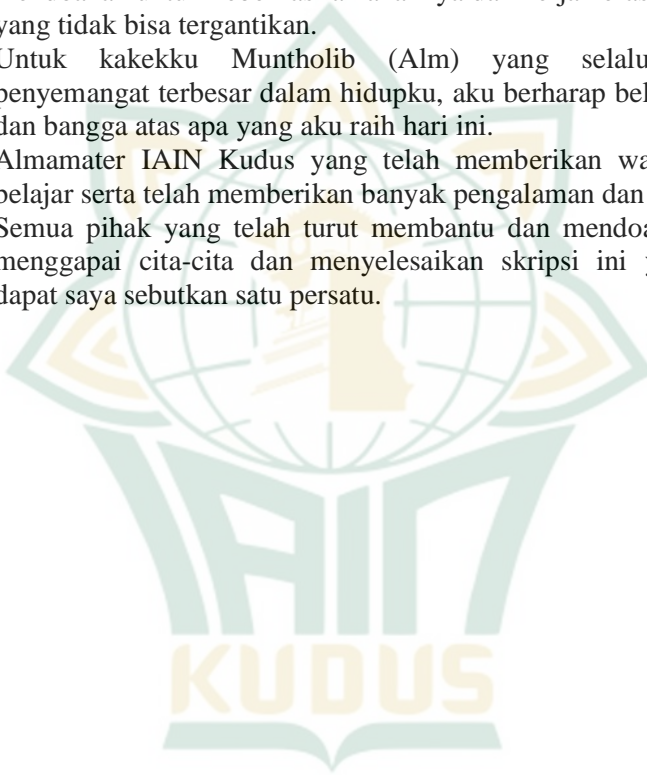 yang tidak bisa tergantikan.
Untuk kakekku Muntholib (Alm) yang selalu
penyemangat terbesar dalam hidupku, aku berharap
dan bangga atas apa yang aku raih hari ini.
Almamater IAIN Kudus yang telah memberikan
belajar serta telah memberikan banyak pengalaman dan
Semua pihak yang telah turut membantu dan
menggapai cita-cita dan menyelesaikan skripsi ini
dapat saya sebutkan satu persatu.
IAIN
KUDUS